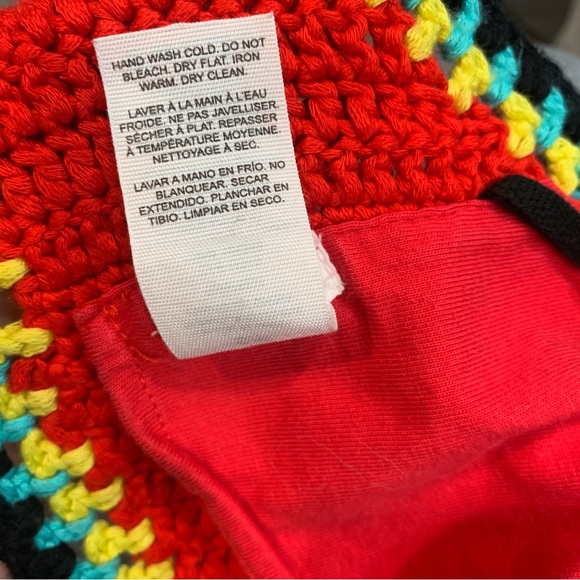 HAND WASH COLD. DO NOT
BLEACH. DRY FLAT. IRON
WARM. DRY CLEAN.
LAVER À LA MAIN À L'EAU
FROIDE. NE PAS JAVELLISER.
SÉCHER À PLAT. REPASSER
À TEMPÉRATURE MOYENNE.
NETTOYAGE À SEC.
LAVAR A MANO EN FRÍO. NO
BLANQUEAR. SECAR
EXTENDIDO. PLANCHAR EN
TIBIO. LIMPIAR EN SECO.